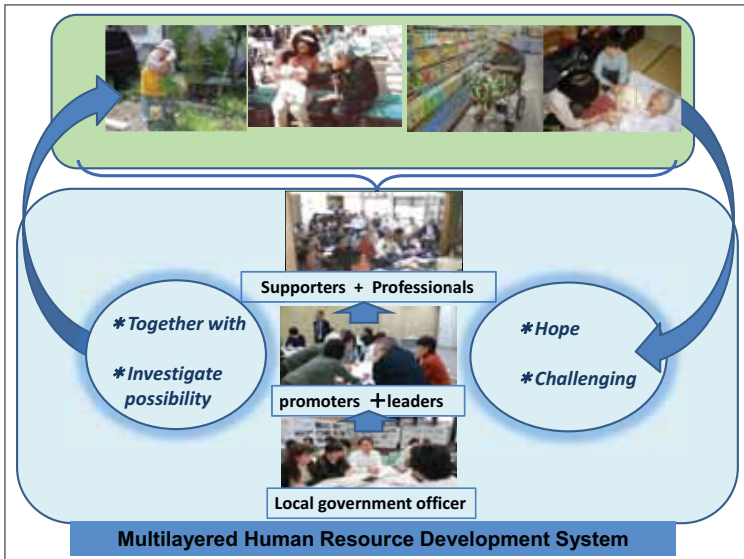 Supporters + Professionals
*Together with
*Investigate
possibility
*Hope
*Challenging
promoters +leaders
Local government officer
Multilayered Human Resource Development System